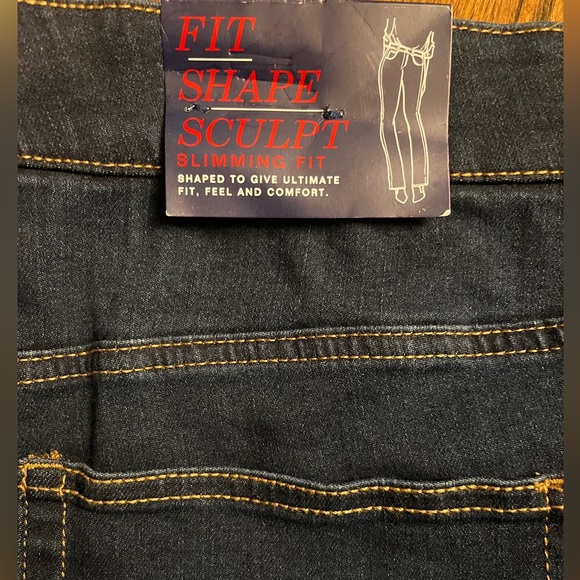 FIT
SHAPE
SCULPT
SLIMMING FIT
SHAPED TO GIVE ULTIMATE
FIT, FEEL AND COMFORT.